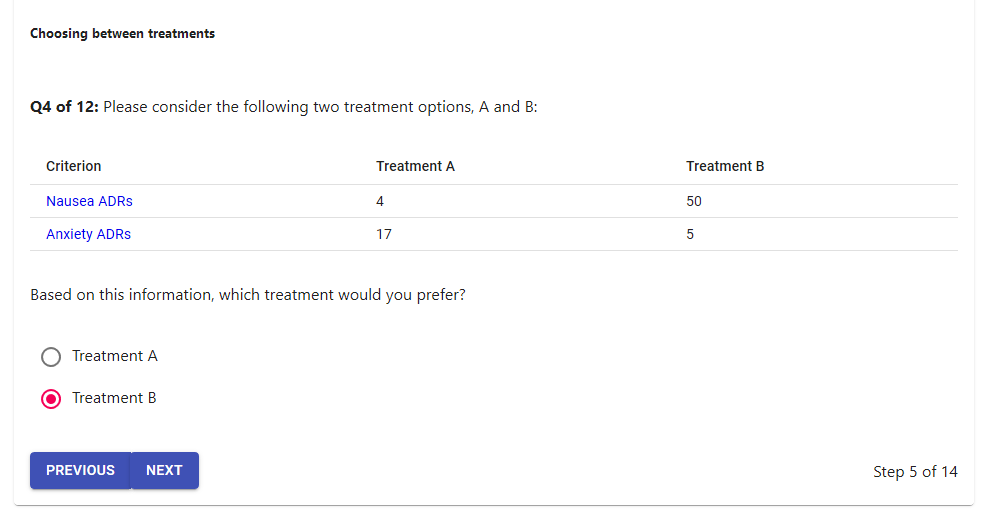 Choosing between treatments
Q4 of 12: Please consider the following two treatment options, A and B:
Criterion Treatment A Treatment B
Nausea ADRs 4 50
Anxiety ADRs 17 5
Based on this information, which treatment would you prefer?
Treatment A
Treatment B
PREVIOUS NEXT Step 5 of 14